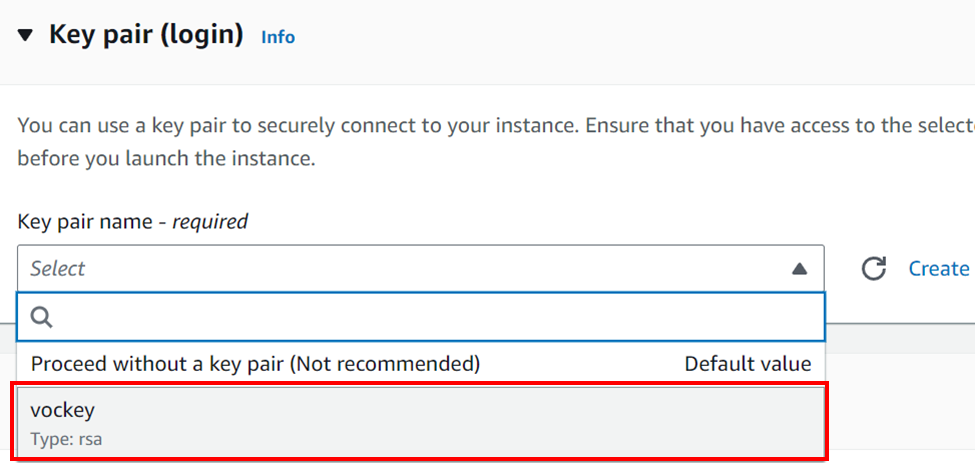 Key pair (login) Info
You can use a key pair to securely connect to your instance. Ensure that you have access to the
before you launch the instance.
Key pair name - required
Select
Create
Proceed without a key pair (Not recommended) Default value
vockey
Type: rsa